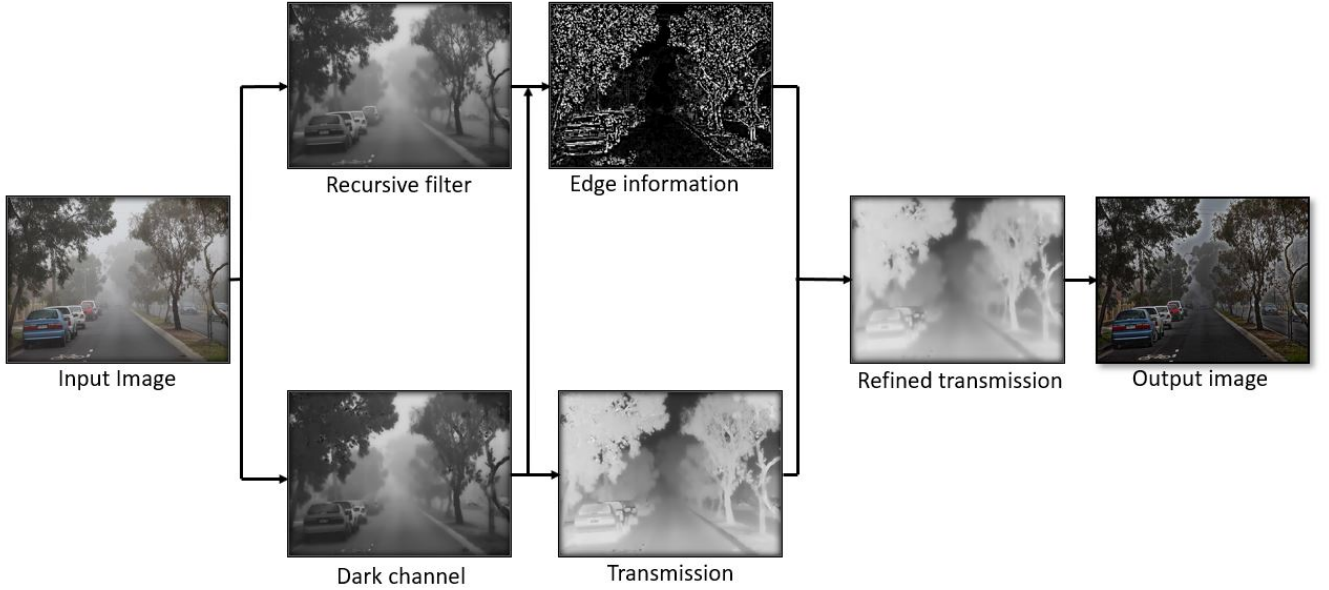 Recursive filter
Edge information
Input Image
Refined transmission
Output image
Dark channel
Transmission